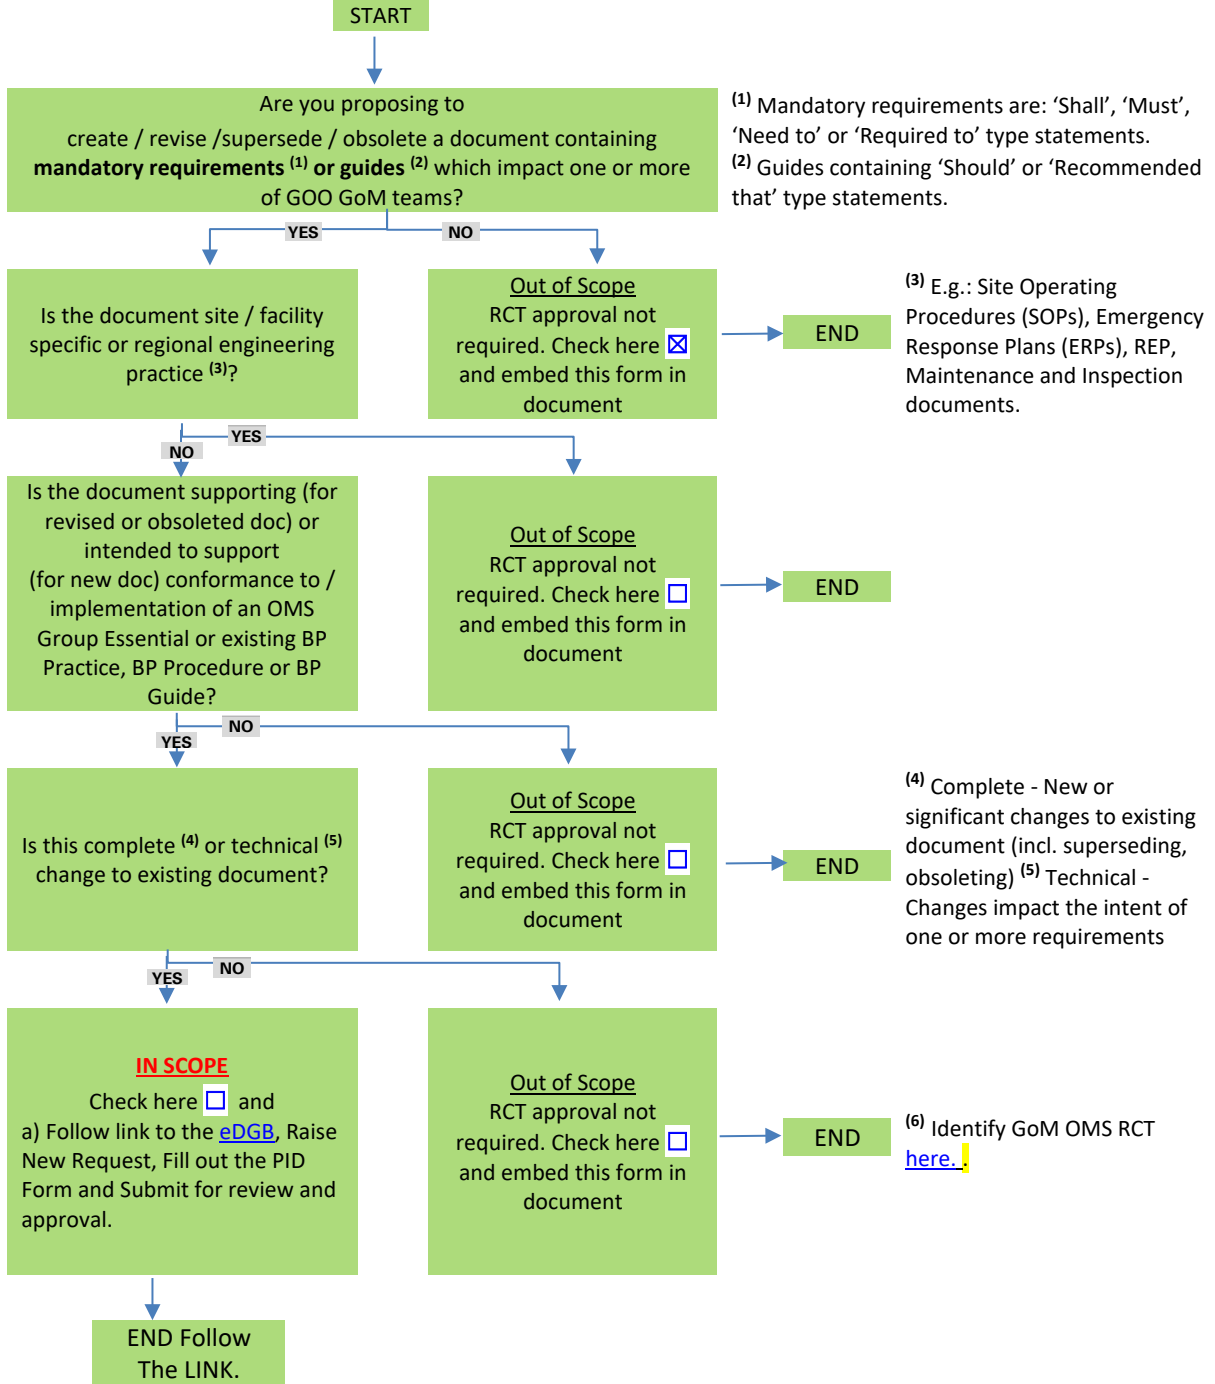 START
Are you proposing to
create / revise /supersede / obsolete a document containing
mandatory requirements (1) or guides (2) which impact one or more
of GOO GoM teams?
(1) Mandatory requirements are: ‘Shall’, ‘Must’,
‘Need to’ or ‘Required to’ type statements.
(2) Guides containing ‘Should’ or ‘Recommended
that’ type statements.
YES
NO
Is the document site / facility
specific or regional engineering
practice (3)?
Out of Scope
RCT approval not
required. Check here ☒
and embed this form in
document
END
(3) E.g.: Site Operating
Procedures (SOPs), Emergency
Response Plans (ERPs), REP,
Maintenance and Inspection
documents.
YES
NO
Is the document supporting (for
revised or obsoleted doc) or
intended to support
(for new doc) conformance to /
implementation of an OMS
Group Essential or existing BP
Practice, BP Procedure or BP
Guide?
Out of Scope
RCT approval not
required. Check here ☐
and embed this form in
document
END
NO
YES
Is this complete (4) or technical (5)
change to existing document?
Out of Scope
RCT approval not
required. Check here ☐
and embed this form in
document
END
(4) Complete - New or
significant changes to existing
document (incl. superseding,
obsoleting) (5) Technical -
Changes impact the intent of
one or more requirements
NO
YES
IN SCOPE
Check here ☐ and
a) Follow link to the eDGB, Raise
New Request, Fill out the PID
Form and Submit for review and
approval.
Out of Scope
RCT approval not
required. Check here ☐
and embed this form in
document
END
(6) Identify GoM OMS RCT
here. .
END Follow
The LINK.